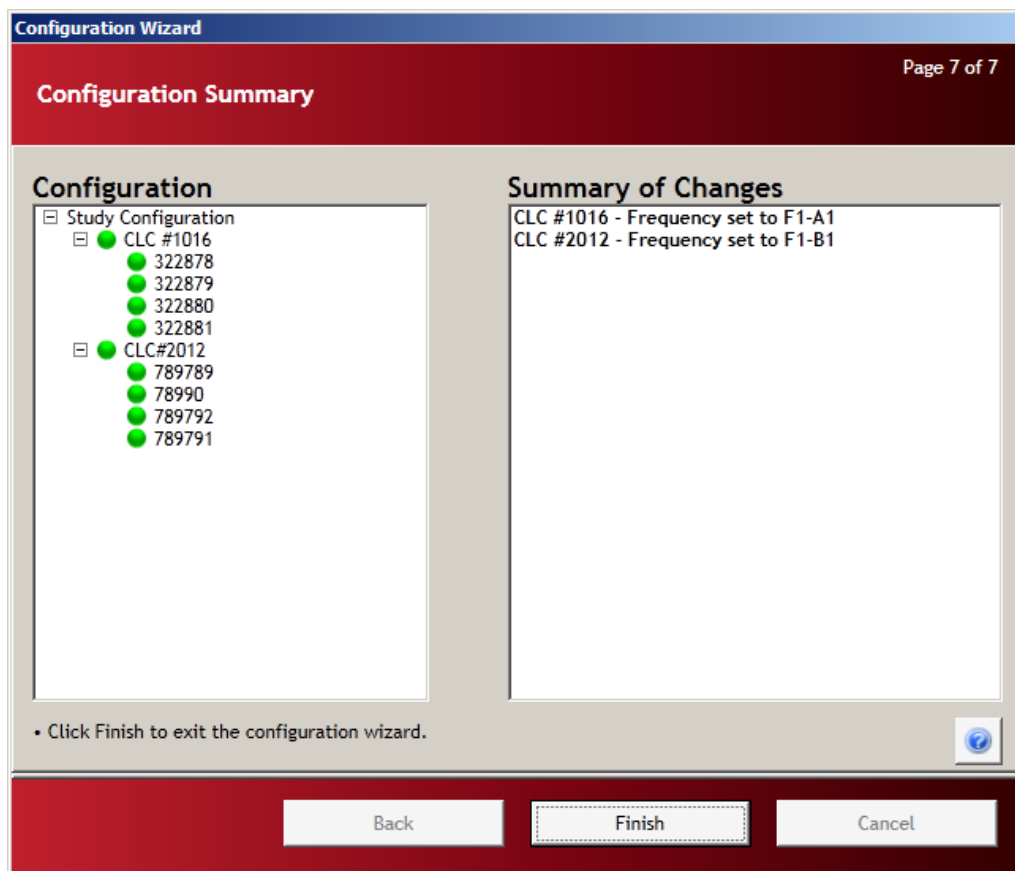 Configuration Wizard
Page 7 of 7
Configuration Summary
Configuration
Study Configuration
CLC #1016
322878
322879
322880
322881
CLC#2012
789789
78990
789792
789791
Summary of Changes
CLC #1016 - Frequency set to F1-A1
CLC #2012 - Frequency set to F1-B1
• Click Finish to exit the configuration wizard.
?
Back
Finish
Cancel